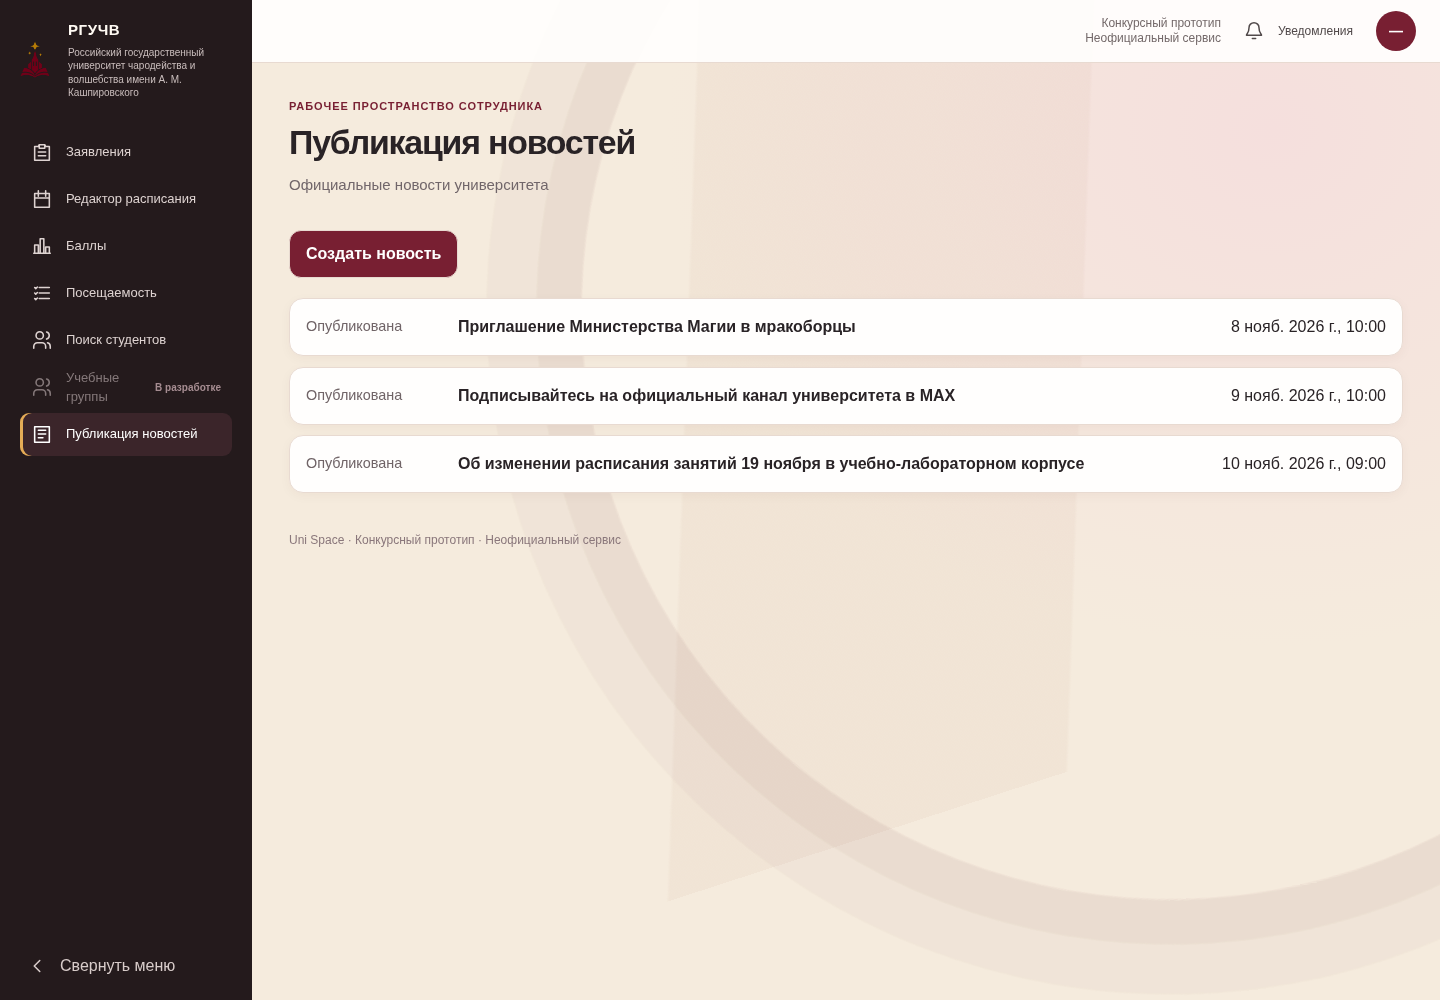 РГУЧВ
Российский государственный
университет чародейства и
волшебства имени А. М.
Кашпировского
Конкурсный прототип
Неофициальный сервис
Уведомления
Заявления
Редактор расписания
Баллы
Посещаемость
Поиск студентов
Учебные
группы
В разработке
Публикация новостей
Свернуть меню
РАБОЧЕЕ ПРОСТРАНСТВО СОТРУДНИКА
Публикация новостей
Официальные новости университета
Создать новость
Опубликована Приглашение Министерства Магии в мракоборцы 8 нояб. 2026 г., 10:00
Опубликована Подписывайтесь на официальный канал университета в MAX 9 нояб. 2026 г., 10:00
Опубликована Об изменении расписания занятий 19 ноября в учебно-лабораторном корпусе 10 нояб. 2026 г., 09:00
Uni Space · Конкурсный прототип · Неофициальный сервис